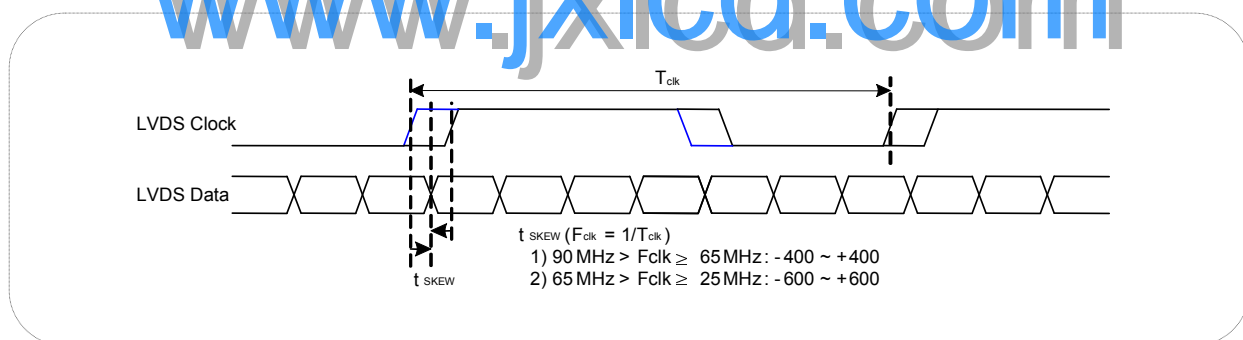 www.jxlcd.com
Tclk
LVDS Clock
LVDS Data
t SKEW (Fclk = 1/Tclk)
1) 90 MHz > Fclk ≥ 65 MHz : -400 ~ +400
2) 65 MHz > Fclk ≥ 25 MHz : -600 ~ +600
t SKEW